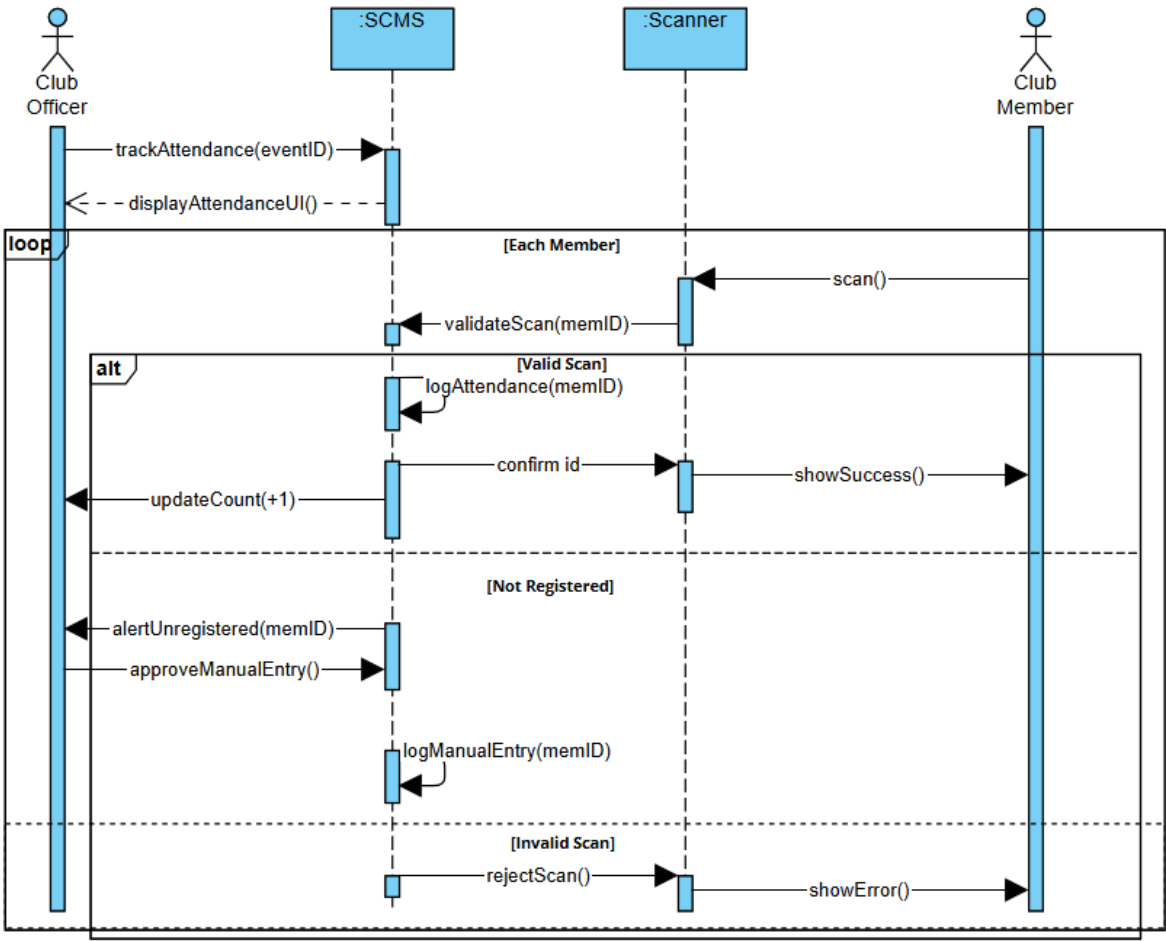 :SCMS
:Scanner
Club
Officer
Club
Member
trackAttendance(eventID)
displayAttendanceUI()
loop
[Each Member]
scan()
validateScan(memID)
alt
[Valid Scan]
logAttendance(memID)
confirm id
showSuccess()
updateCount(+1)
[Not Registered]
alertUnregistered(memID)
approveManualEntry()
logManualEntry(memID)
[Invalid Scan]
rejectScan()
showError()